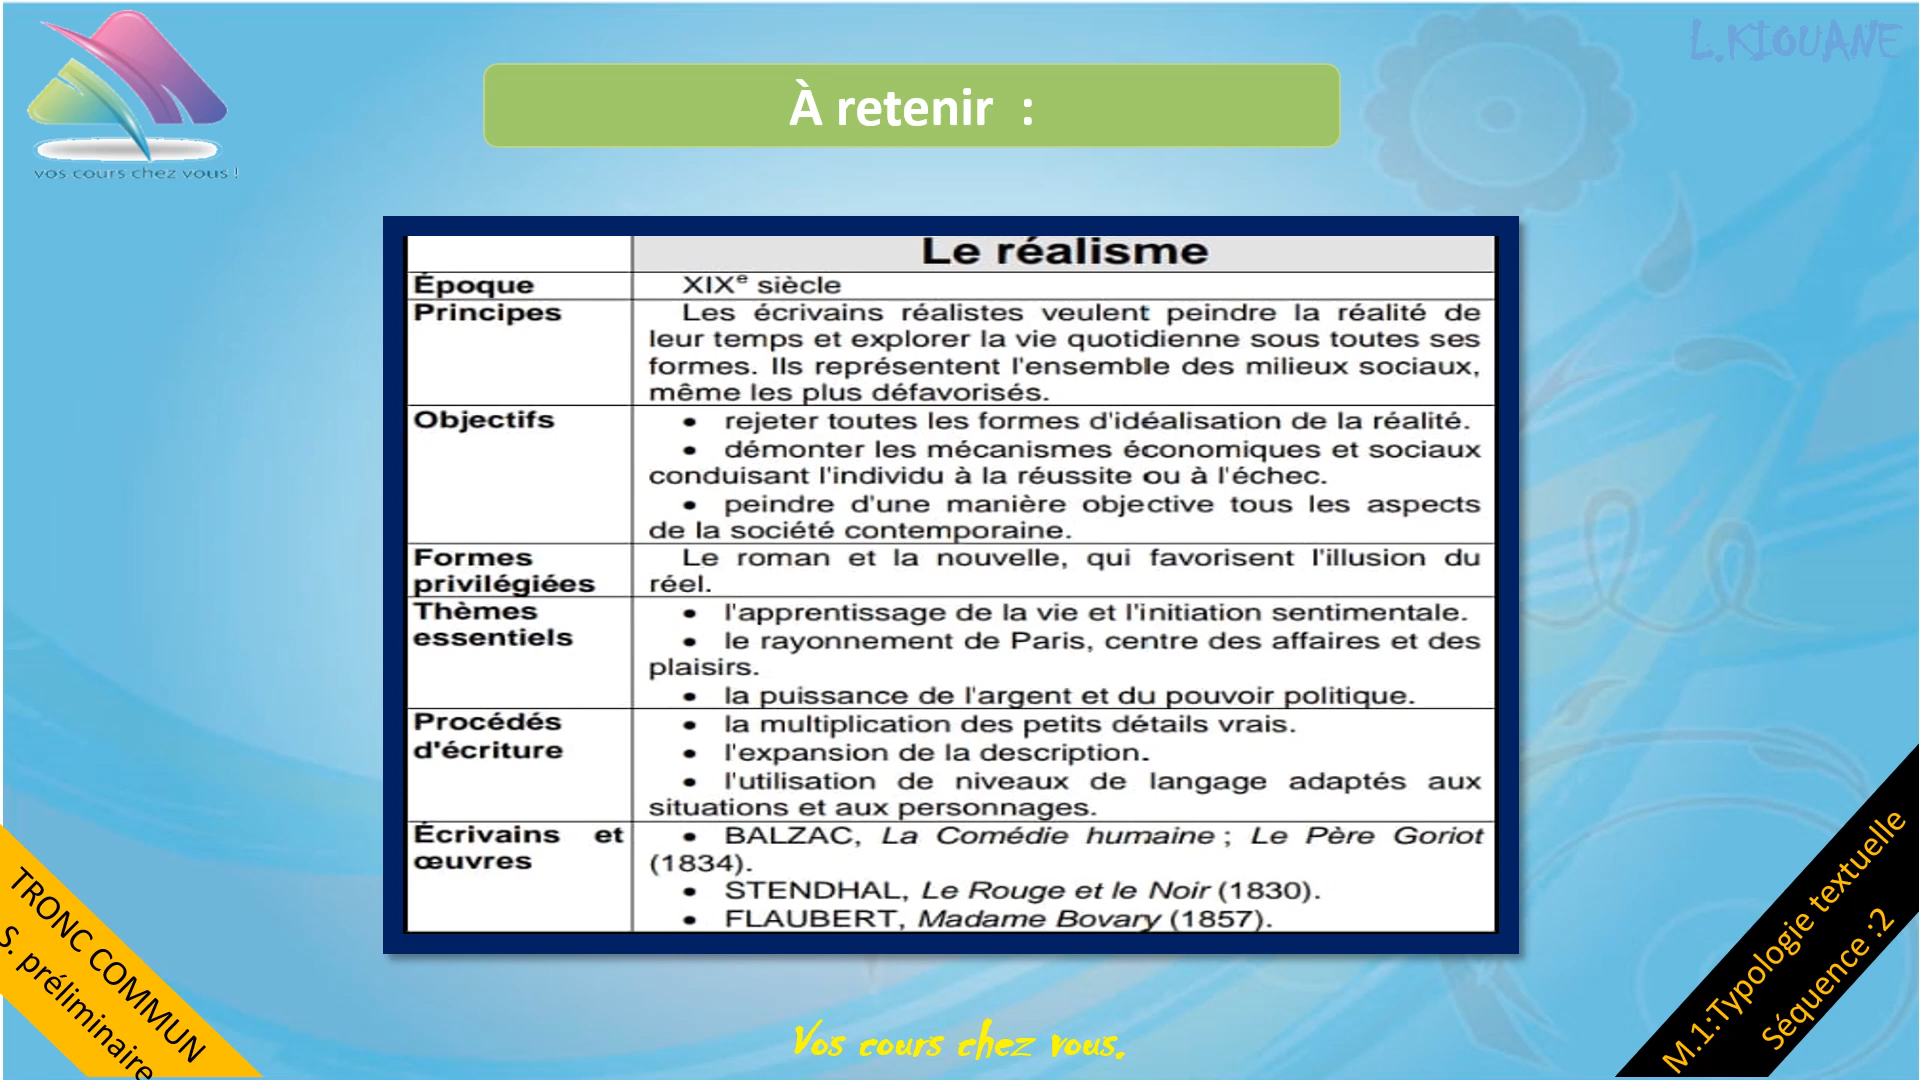 L.KIOUANE
À retenir :
vos cours chez vous !
Le réalisme
Époque
XIXe siècle
Principes
Les écrivains réalistes veulent peindre la réalité de
leur temps et explorer la vie quotidienne sous toutes ses
formes. Ils représentent l'ensemble des milieux sociaux,
même les plus défavorisés.
Objectifs
• rejeter toutes les formes d'idéalisation de la réalité.
• démonter les mécanismes économiques et sociaux
conduisant l'individu à la réussite ou à l'échec.
• peindre d'une manière objective tous les aspects
de la société contemporaine.
Formes
privilégiées
Le roman et la nouvelle, qui favorisent l'illusion du
réel.
Thèmes
essentiels
• l'apprentissage de la vie et l'initiation sentimentale.
• le rayonnement de Paris, centre des affaires et des
plaisirs.
• la puissance de l'argent et du pouvoir politique.
Procédés
d'écriture
• la multiplication des petits détails vrais.
• l'expansion de la description.
• l'utilisation de niveaux de langage adaptés aux
situations et aux personnages.
Écrivains et
œuvres
• BALZAC, La Comédie humaine ; Le Père Goriot
(1834).
• STENDHAL, Le Rouge et le Noir (1830).
• FLAUBERT, Madame Bovary (1857).
TRONC COMMUN
S. préliminaire
M.1:Typologie textuelle
Séquence :2
Vos cours chez vous.